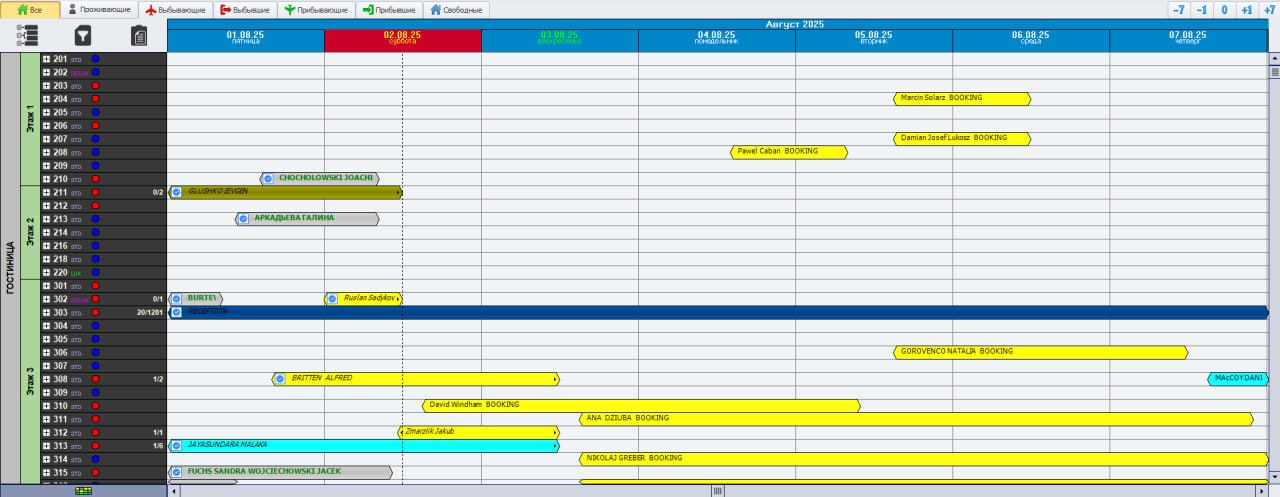 Все Проживающие Выбывающие Выбывшие Прибывающие Прибывшие Свободные -7 -1 0 +1 +7
Август 2025
01.08.25 02.08.25 03.08.25 04.08.25 05.08.25 06.08.25 07.08.25
пятница суббота воскресенье понедельник вторник среда четверг
ГОСТИНИЦА
Этаж 1
201 STD
202 DELUX
203 STD
204 STD Marcin Solarz BOOKING
205 STD
206 STD
207 STD Damian Josef Lukosz BOOKING
208 STD Pawel Caban BOOKING
209 STD
210 STD CHOCHOLOWSKI JOACHI
Этаж 2
211 STD 0/2 GLUSHKO IEVGEN
212 STD
213 STD АРКАДЬЕВА ГАЛИНА
214 STD
216 STD
218 STD
220 LUX
Этаж 3
301 STD
302 DELUX 0/1 BURTEV Ruslan Sadykov
303 STD 20/1281 RECEPTION
304 STD
305 STD
306 STD GOROVENCO NATALIA BOOKING
307 STD
308 STD 1/2 BRITTEN ALFRED MAcCOYDANI
309 STD
310 STD David Windham BOOKING
311 STD ANA DZIUBA BOOKING
312 STD 1/1 Zmarzlik Jakub
313 STD 1/6 JAYASUNDARA MALAKA
314 STD NIKOLAJ GREBER BOOKING
315 STD FUCHS SANDRA WOJCIECHOWSKI JACEK